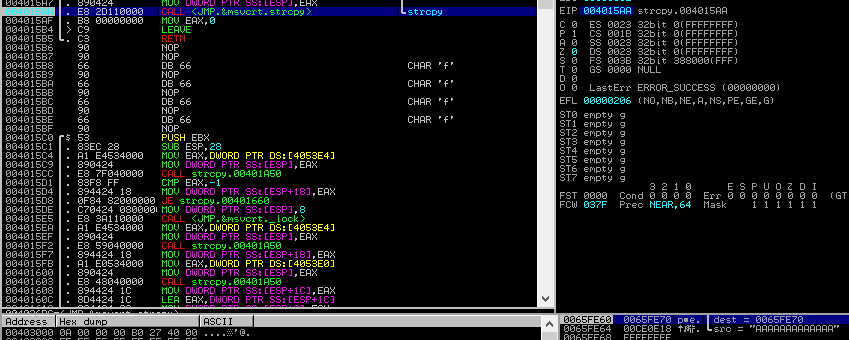 004015A7 . 890424 MOV DWORD PTR SS:[ESP],EAX
004015AA . E8 2D110000 CALL <JMP.&msvcrt.strcpy> strcpy
004015AF . B8 00000000 MOV EAX,0
004015B4 > C9 LEAVE
004015B5 . C3 RETN
004015B6 90 NOP
004015B7 90 NOP
004015B8 66 DB 66 CHAR 'f'
004015B9 90 NOP
004015BA 66 DB 66 CHAR 'f'
004015BB 90 NOP
004015BC 66 DB 66 CHAR 'f'
004015BD 90 NOP
004015BE 66 DB 66 CHAR 'f'
004015BF 90 NOP
004015C0 $ 53 PUSH EBX
004015C1 . 83EC 28 SUB ESP,28
004015C4 . A1 E4534000 MOV EAX,DWORD PTR DS:[4053E4]
004015C9 . 890424 MOV DWORD PTR SS:[ESP],EAX
004015CC . E8 7F040000 CALL strcpy.00401A50
004015D1 . 83F8 FF CMP EAX,-1
004015D4 . 894424 18 MOV DWORD PTR SS:[ESP+18],EAX
004015D8 . 0F84 82000000 JE strcpy.00401660
004015DE . C70424 080000 MOV DWORD PTR SS:[ESP],8
004015E5 . E8 3A110000 CALL <JMP.&msvcrt._lock>
004015EA . A1 E4534000 MOV EAX,DWORD PTR DS:[4053E4]
004015EF . 890424 MOV DWORD PTR SS:[ESP],EAX
004015F2 . E8 59040000 CALL strcpy.00401A50
004015F7 . 894424 18 MOV DWORD PTR SS:[ESP+18],EAX
004015FB . A1 E0534000 MOV EAX,DWORD PTR DS:[4053E0]
00401600 . 890424 MOV DWORD PTR SS:[ESP],EAX
00401603 . E8 48040000 CALL strcpy.00401A50
00401608 . 894424 1C MOV DWORD PTR SS:[ESP+1C],EAX
0040160C . 8D4424 1C LEA EAX,DWORD PTR SS:[ESP+1C]
EIP 004015AA strcpy.004015AA
C 0 ES 0023 32bit 0(FFFFFFFF)
P 1 CS 001B 32bit 0(FFFFFFFF)
A 0 SS 0023 32bit 0(FFFFFFFF)
Z 0 DS 0023 32bit 0(FFFFFFFF)
S 0 FS 003B 32bit 388000(FFF)
T 0 GS 0000 NULL
D 0
O 0 LastErr ERROR_SUCCESS (00000000)
EFL 00000206 (NO,NB,NE,A,NS,PE,GE,G)
ST0 empty g
ST1 empty g
ST2 empty g
ST3 empty g
ST4 empty g
ST5 empty g
ST6 empty g
ST7 empty g
3 2 1 0 E S P U O Z D I
FST 0000 Cond 0 0 0 0 Err 0 0 0 0 0 0 0 0 (GT
FCW 037F Prec NEAR,64 Mask 1 1 1 1 1 1
Address Hex dump ASCII
00403000 0A 00 00 00 B0 27 40 00
0065FE60 0065FE70 dest = 0065FE70
0065FE64 00CE0E18 src = "AAAAAAAAAAAAA"
0065FE68 FFFFFFFF